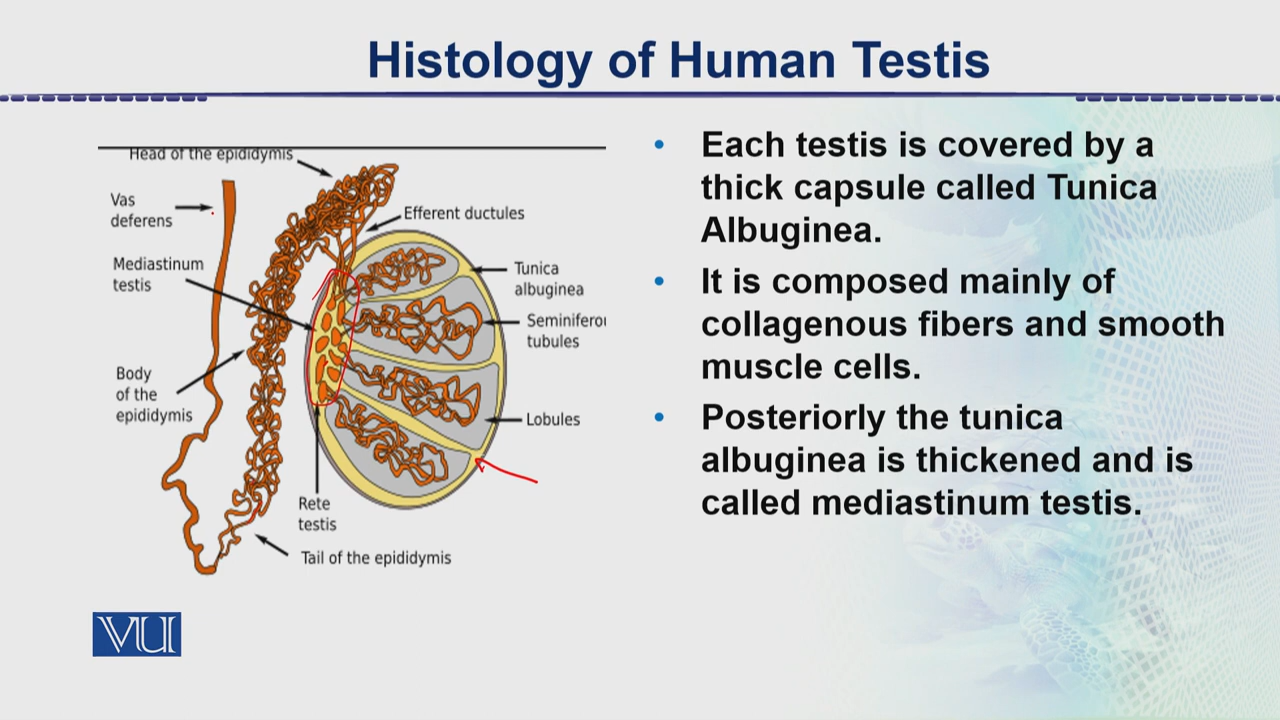 Histology of Human Testis
Head of the epididymis
Vas
deferens
Efferent ductules
Mediastinum
testis
Tunica
albuginea
Seminiferou
tubules
Body
of the
epididymis
Lobules
Rete
testis
Tail of the epididymis
• Each testis is covered by a
thick capsule called Tunica
Albuginea.
• It is composed mainly of
collagenous fibers and smooth
muscle cells.
• Posteriorly the tunica
albuginea is thickened and is
called mediastinum testis.
VU